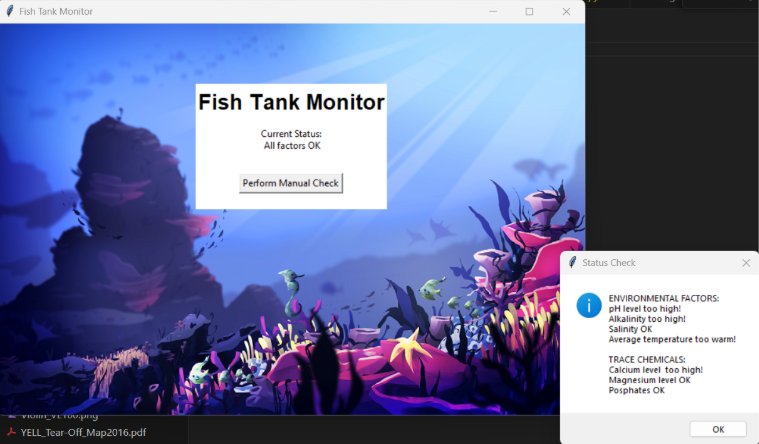 Fish Tank Monitor
Fish Tank Monitor
Current Status:
All factors OK
Perform Manual Check
Status Check
ENVIRONMENTAL FACTORS:
pH level too high!
Alkalinity too high!
Salinity OK
Average temperature too warm!
TRACE CHEMICALS:
Calcium level  too high!
Magnesium level OK
Posphates OK
OK
YELL_Tear-Off_Map2016.pdf